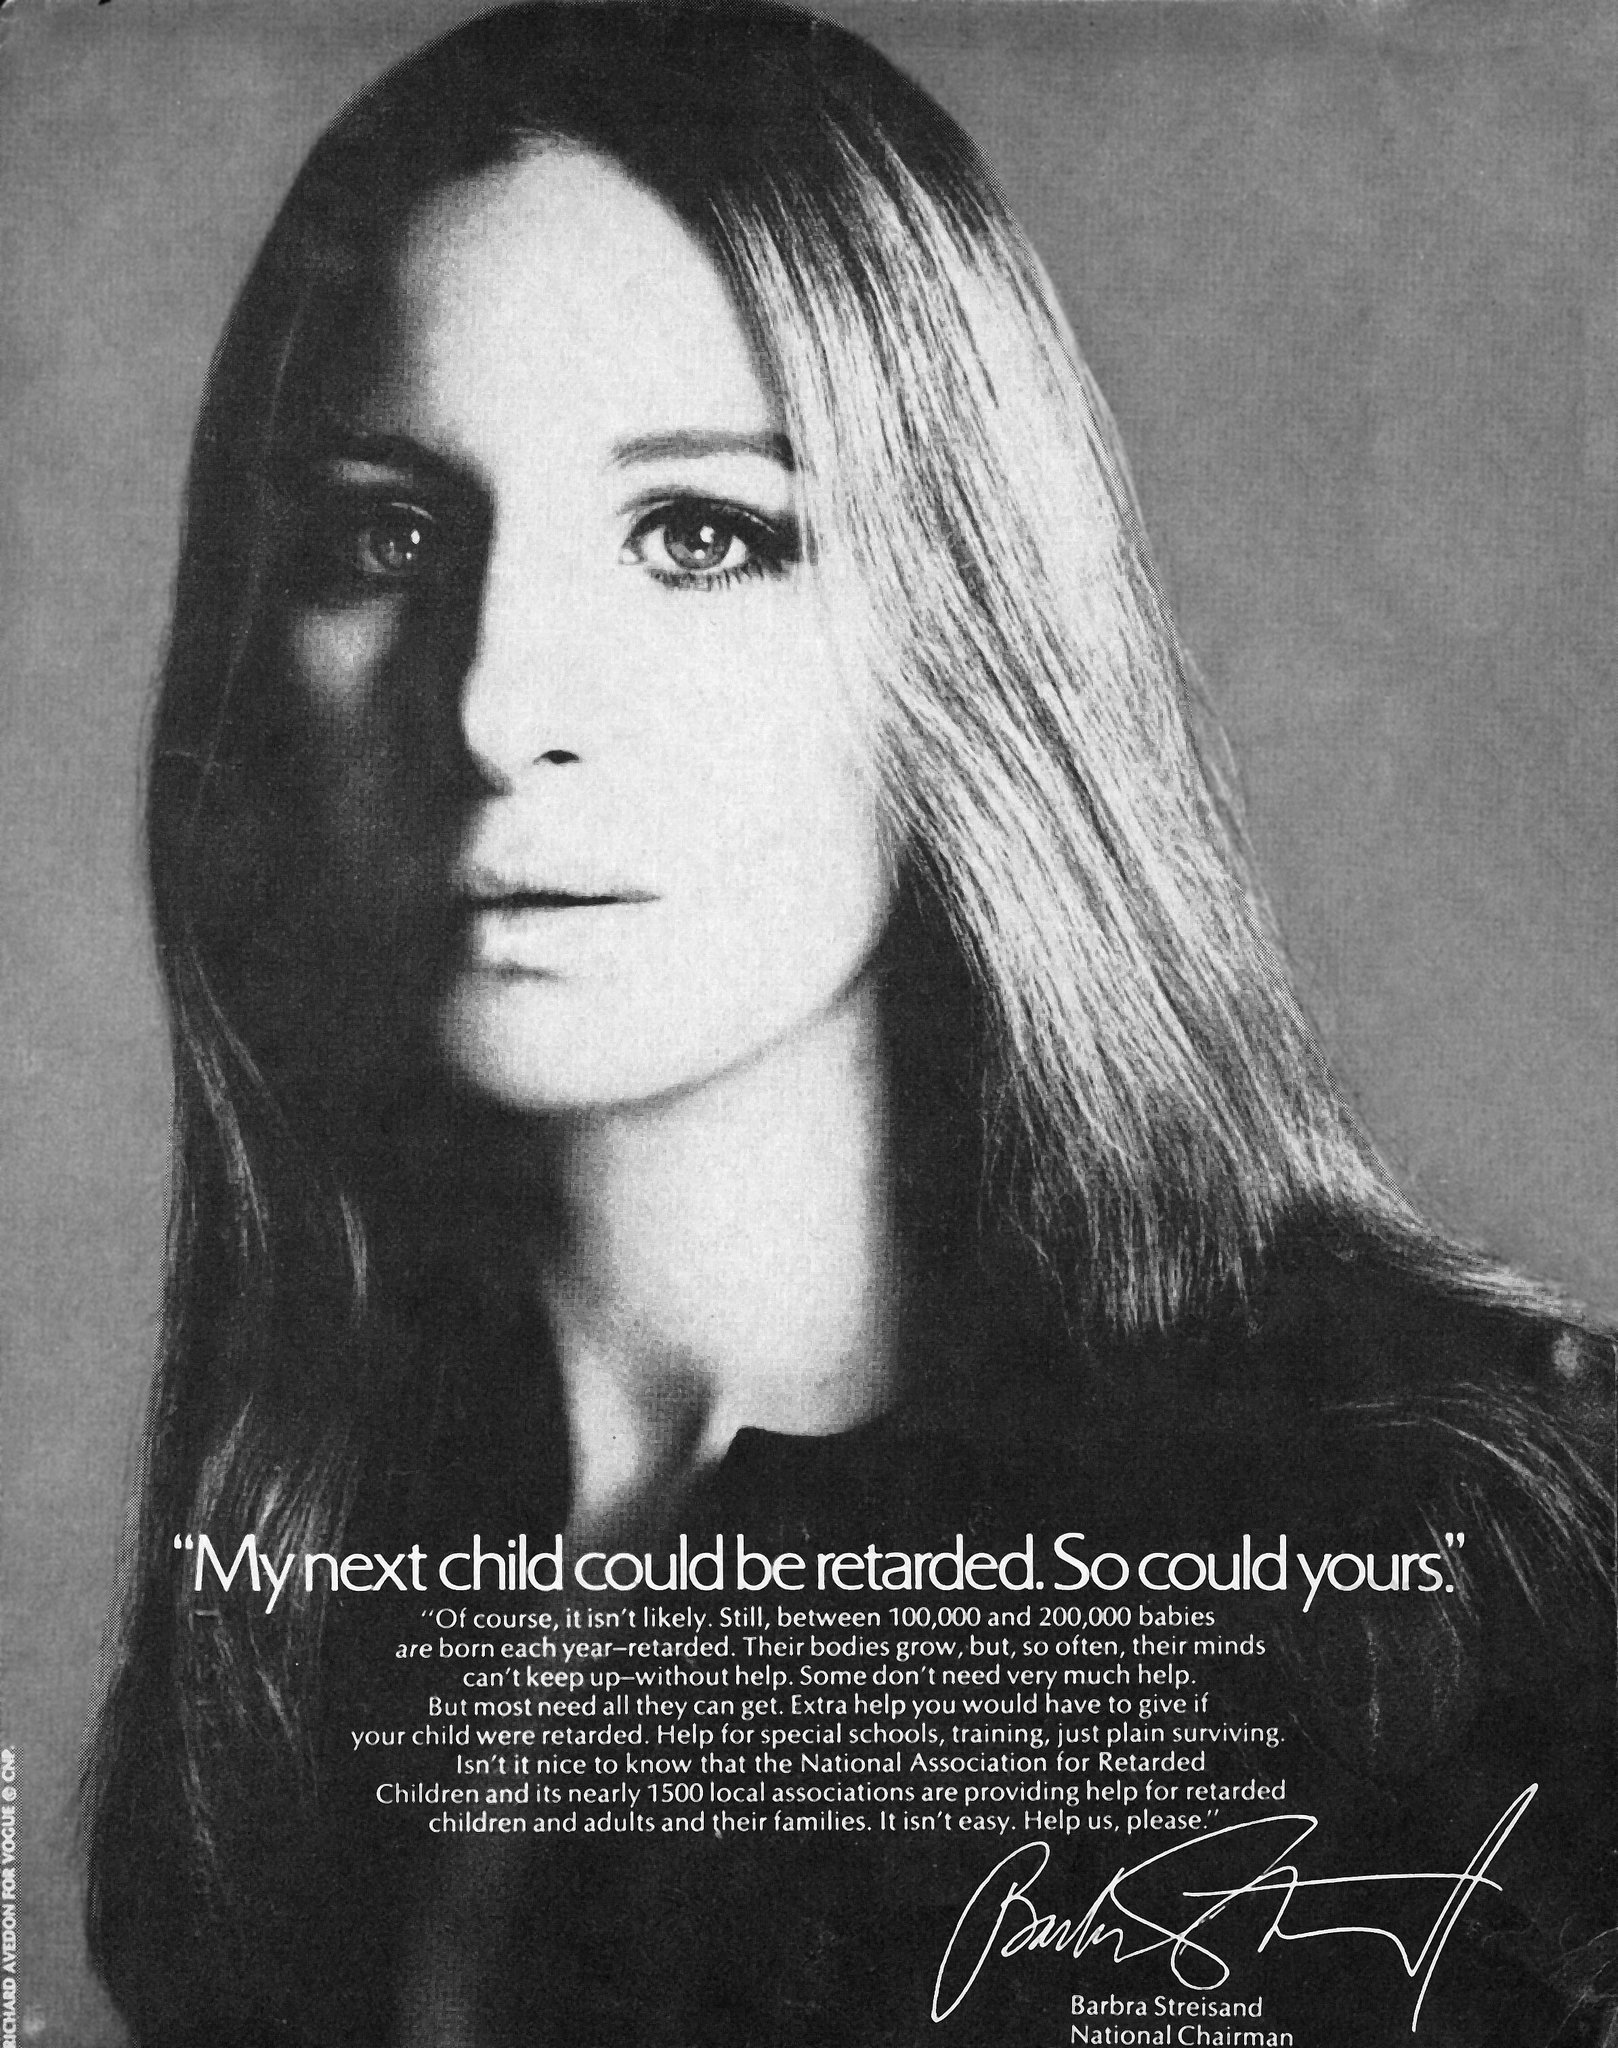 "My next child could be retarded. So could yours."
"Of course, it isn't likely. Still, between 100,000 and 200,000 babies
are born each year—retarded. Their bodies grow, but, so often, their minds
can't keep up—without help. Some don't need very much help.
But most need all they can get. Extra help you would have to give if
your child were retarded. Help for special schools, training, just plain surviving.
Isn't it nice to know that the National Association for Retarded
Children and its nearly 1500 local associations are providing help for retarded
children and adults and their families. It isn't easy. Help us, please."
Barbra Streisand
Barbra Streisand
National Chairman
RICHARD AVEDON FOR VOGUE © CNP.